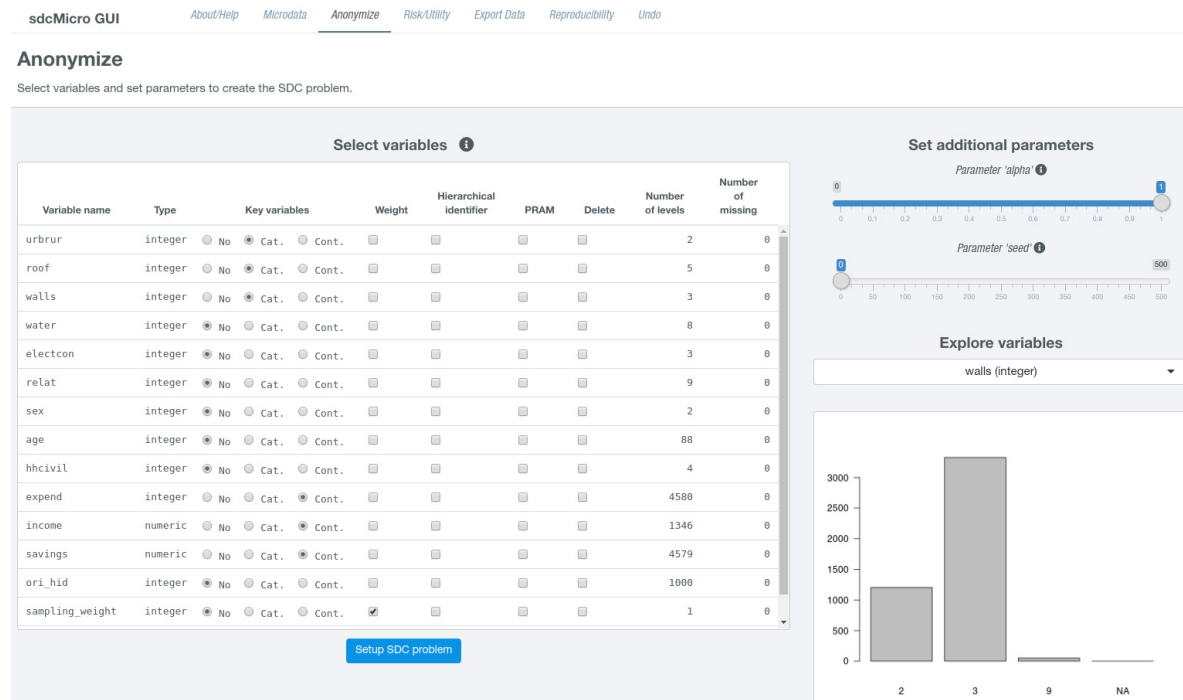 sdcMicro GUI About/Help Microdata Anonymize Risk/Utility Export Data Reproducibility Undo
Anonymize
Select variables and set parameters to create the SDC problem.
Select variables i
Variable name Type Key variables Weight Hierarchical identifier PRAM Delete Number of levels Number of missing
urbrur integer No Cat. Cont. 2 0
roof integer No Cat. Cont. 5 0
walls integer No Cat. Cont. 3 0
water integer No Cat. Cont. 8 0
electcon integer No Cat. Cont. 3 0
relat integer No Cat. Cont. 9 0
sex integer No Cat. Cont. 2 0
age integer No Cat. Cont. 88 0
hhcivil integer No Cat. Cont. 4 0
expend integer No Cat. Cont. 4580 0
income numeric No Cat. Cont. 1346 0
savings numeric No Cat. Cont. 4579 0
ori_hid integer No Cat. Cont. 1000 0
sampling_weight integer No Cat. Cont. 1 0
Setup SDC problem
Set additional parameters
Parameter 'alpha' i
0 1
0 0.1 0.2 0.3 0.4 0.5 0.6 0.7 0.8 0.9 1
Parameter 'seed' i
0 500
0 50 100 150 200 250 300 350 400 450 500
Explore variables
walls (integer)
3000
2500
2000
1500
1000
500
0
2 3 9 NA